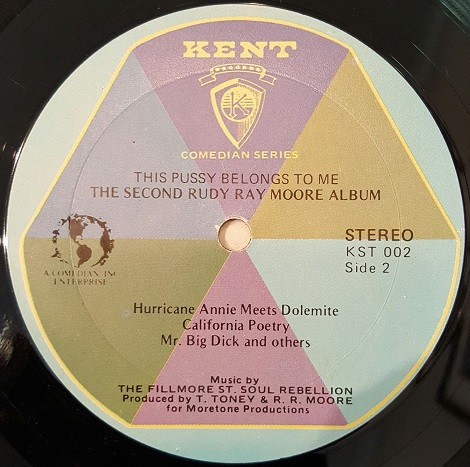 KENT
K
COMEDIAN SERIES
THIS PUSSY BELONGS TO ME
THE SECOND RUDY RAY MOORE ALBUM
STEREO
KST 002
Side 2
A COMEDIAN INC
ENTERPRISE
Hurricane Annie Meets Dolemite
California Poetry
Mr. Big Dick and others
Music by
THE FILLMORE ST. SOUL REBELLION
Produced by T. TONEY & R. R. MOORE
for Moretone Productions